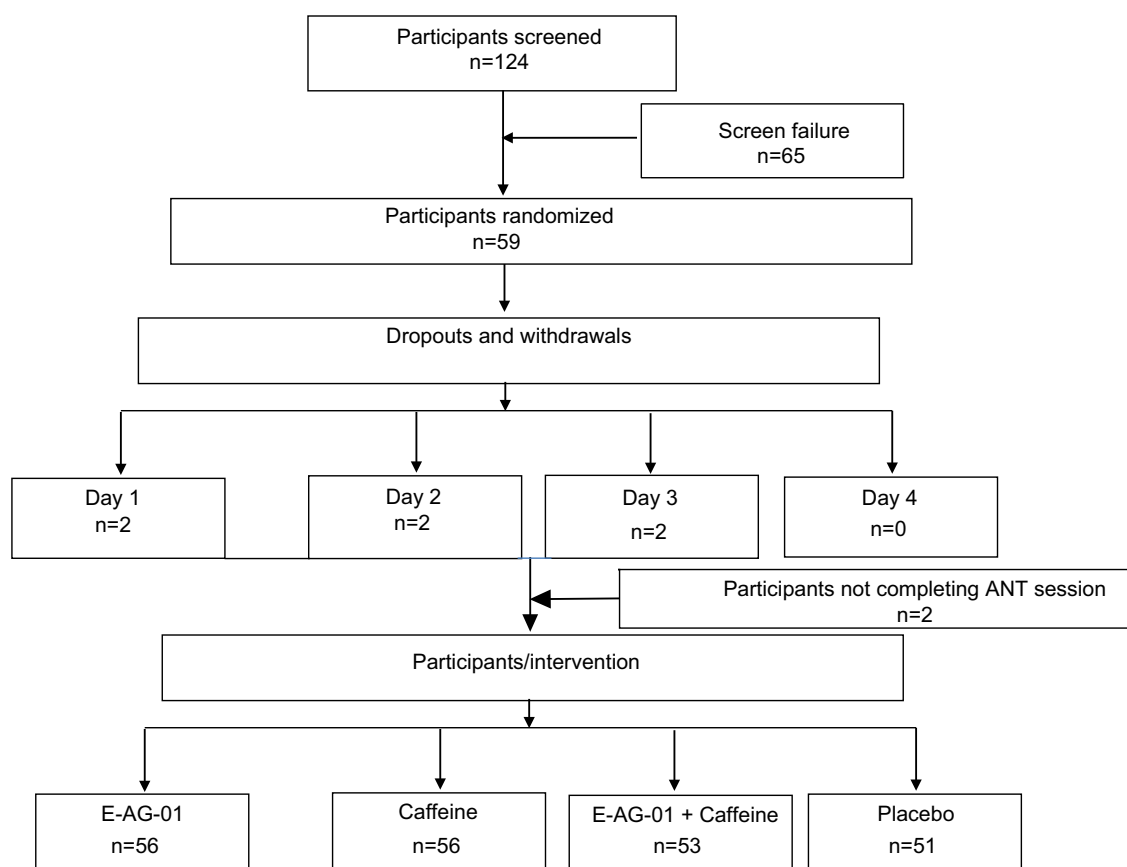 Participants screened
n=124
Screen failure
n=65
Participants randomized
n=59
Dropouts and withdrawals
Day 1
n=2
Day 2
n=2
Day 3
n=2
Day 4
n=0
Participants not completing ANT session
n=2
Participants/intervention
E-AG-01
n=56
Caffeine
n=56
E-AG-01 + Caffeine
n=53
Placebo
n=51